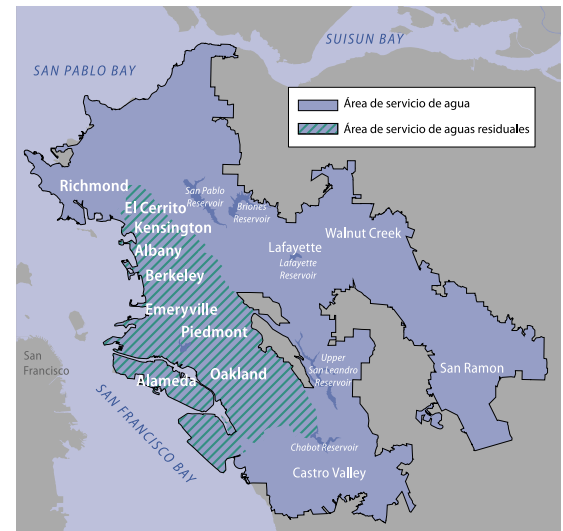 SUISUN BAY
SAN PABLO BAY
Área de servicio de agua
Área de servicio de aguas residuales
Richmond
San Pablo
Reservoir
Briones
Reservoir
El Cerrito
Kensington
Walnut Creek
Albany
Lafayette
Lafayette
Reservoir
Berkeley
Emeryville
Piedmont
San
Francisco
Upper
San Leandro
Reservoir
San Ramon
Alameda
Oakland
SAN FRANCISCO BAY
Chabot Reservoir
Castro Valley